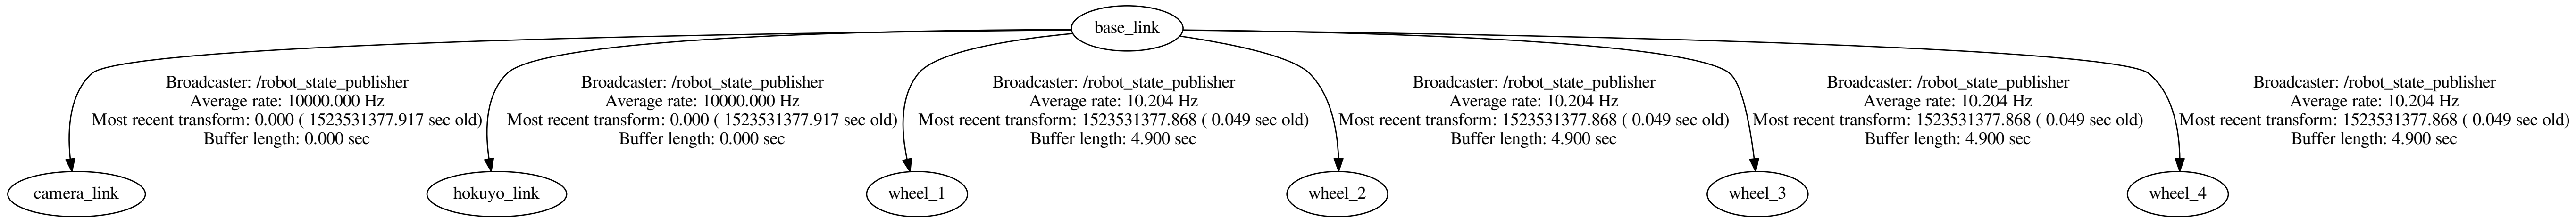 base_link
Broadcaster: /robot_state_publisher
Average rate: 10000.000 Hz
Most recent transform: 0.000 ( 1523531377.917 sec old)
Buffer length: 0.000 sec
Broadcaster: /robot_state_publisher
Average rate: 10000.000 Hz
Most recent transform: 0.000 ( 1523531377.917 sec old)
Buffer length: 0.000 sec
Broadcaster: /robot_state_publisher
Average rate: 10.204 Hz
Most recent transform: 1523531377.868 ( 0.049 sec old)
Buffer length: 4.900 sec
Broadcaster: /robot_state_publisher
Average rate: 10.204 Hz
Most recent transform: 1523531377.868 ( 0.049 sec old)
Buffer length: 4.900 sec
Broadcaster: /robot_state_publisher
Average rate: 10.204 Hz
Most recent transform: 1523531377.868 ( 0.049 sec old)
Buffer length: 4.900 sec
Broadcaster: /robot_state_publisher
Average rate: 10.204 Hz
Most recent transform: 1523531377.868 ( 0.049 sec old)
Buffer length: 4.900 sec
camera_link
hokuyo_link
wheel_1
wheel_2
wheel_3
wheel_4